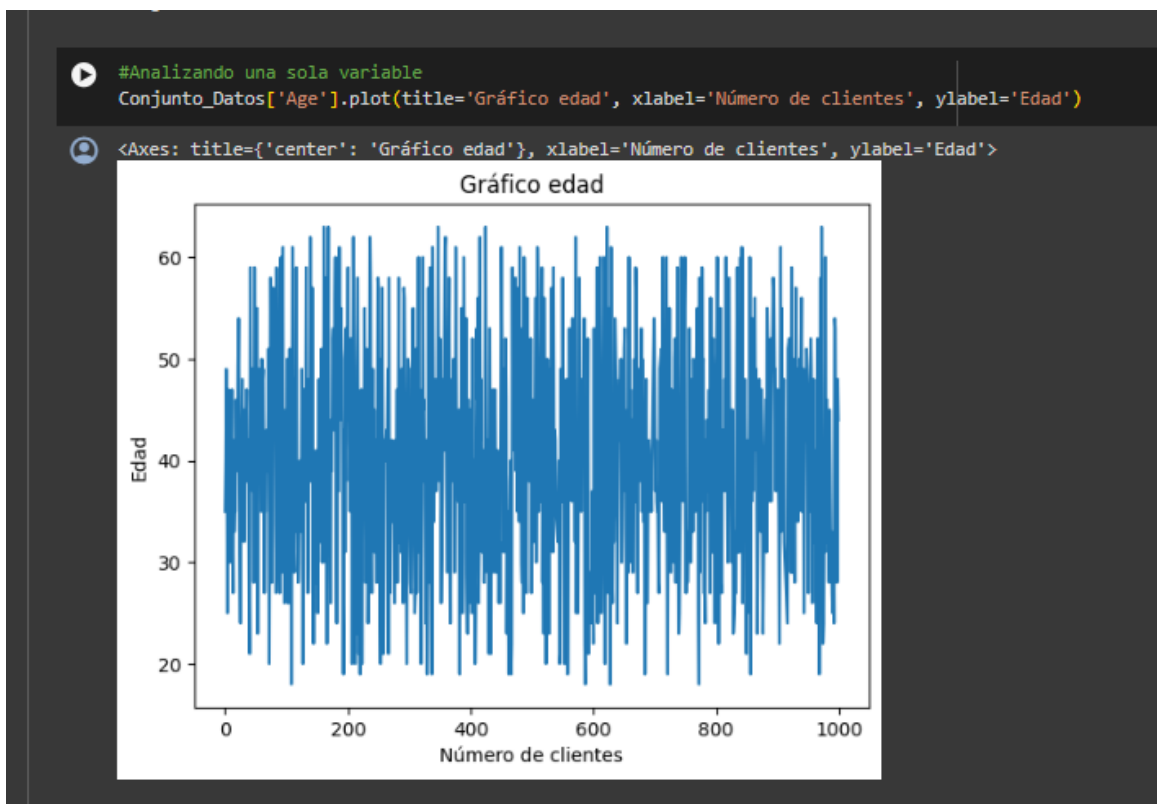 #Analizando una sola variable
Conjunto_Datos['Age'].plot(title='Gráfico edad', xlabel='Número de clientes', ylabel='Edad')
<Axes: title={'center': 'Gráfico edad'}, xlabel='Número de clientes', ylabel='Edad'>
Gráfico edad
60
50
40
30
20
Edad
0 200 400 600 800 1000
Número de clientes